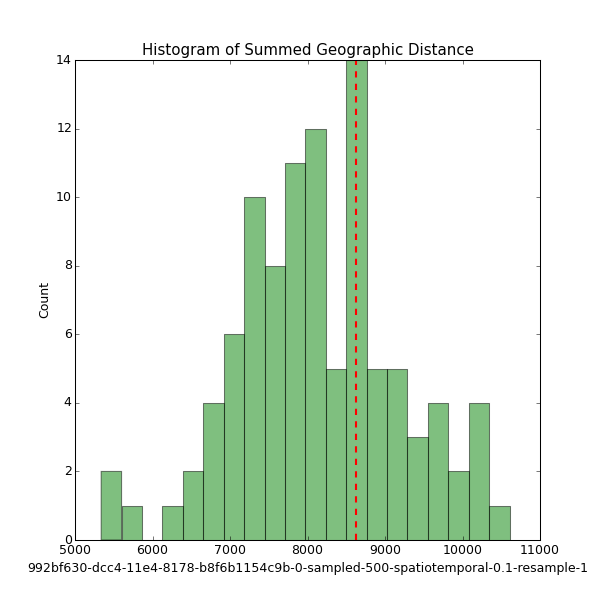 Histogram of Summed Geographic Distance
14
12
10
8
6
4
2
0
Count
5000 6000 7000 8000 9000 10000 11000
992bf630-dcc4-11e4-8178-b8f6b1154c9b-0-sampled-500-spatiotemporal-0.1-resample-1